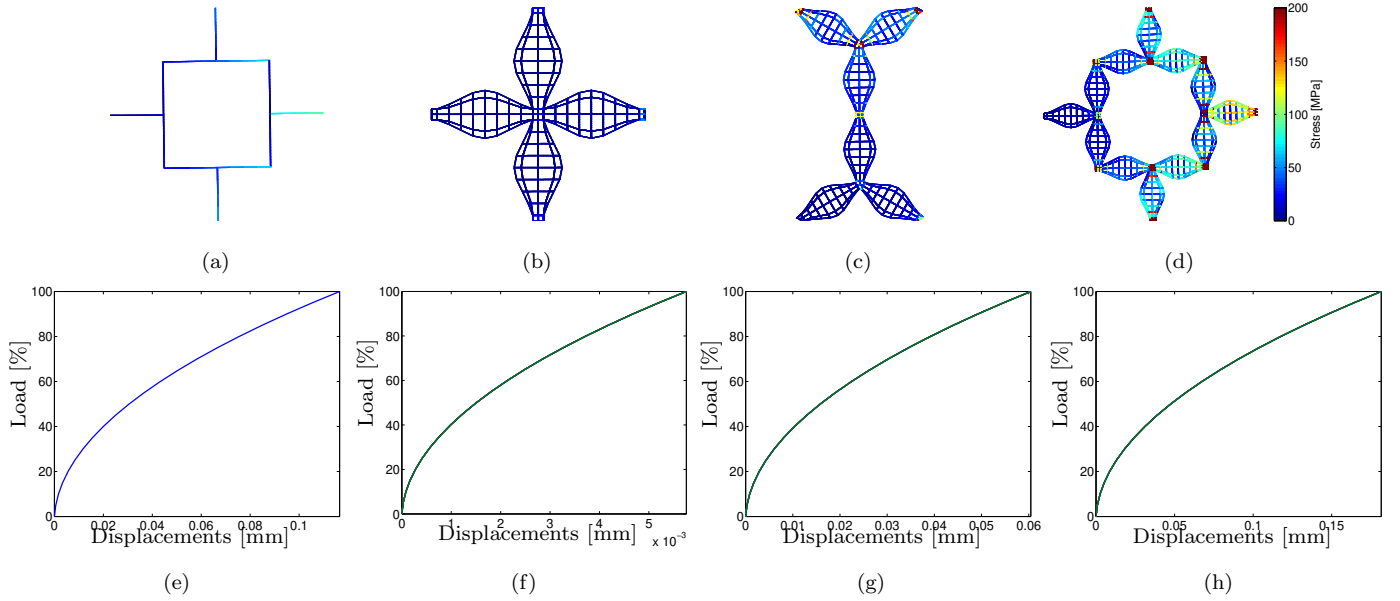 200
150
100
50
0
Stress [MPa]
(a)
(b)
(c)
(d)
100
80
60
40
20
0
Load [%]
0
0.02
0.04
0.06
0.08
0.1
Displacements [mm]
(e)
100
80
60
40
20
0
Load [%]
0
1
2
3
4
5
x 10⁻³
Displacements [mm]
(f)
100
80
60
40
20
0
Load [%]
0
0.01
0.02
0.03
0.04
0.05
0.06
Displacements [mm]
(g)
100
80
60
40
20
0
Load [%]
0
0.05
0.1
0.15
Displacements [mm]
(h)